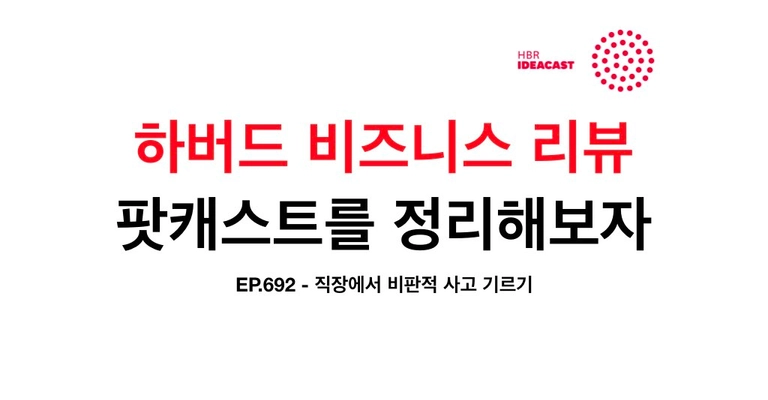 HBR
IDEACAST
하버드 비즈니스 리뷰
팟캐스트를 정리해보자
EP.692 - 직장에서 비판적 사고 기르기